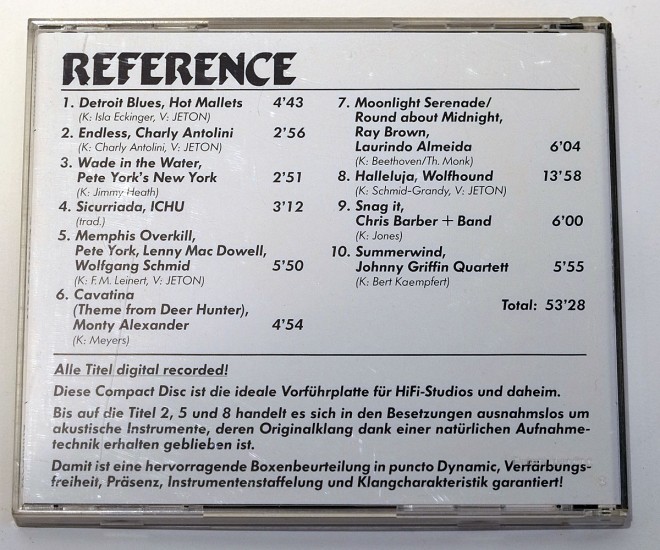 REFERENCE
1. Detroit Blues, Hot Mallets 4'43
(K: Isla Eckinger, V: JETON)
2. Endless, Charly Antolini 2'56
(K: Charly Antolini, V: JETON)
3. Wade in the Water,
Pete York's New York 2'51
(K: Jimmy Heath)
4. Sicurriada, ICHU 3'12
(trad.)
5. Memphis Overkill,
Pete York, Lenny Mac Dowell,
Wolfgang Schmid 5'50
(K: F.M. Leinert, V: JETON)
6. Cavatina
(Theme from Deer Hunter),
Monty Alexander 4'54
(K: Meyers)
7. Moonlight Serenade/
Round about Midnight,
Ray Brown,
Laurindo Almeida 6'04
(K: Beethoven/Th. Monk)
8. Halleluja, Wolfhound 13'58
(K: Schmid-Grandy, V: JETON)
9. Snag it,
Chris Barber + Band 6'00
(K: Jones)
10. Summerwind,
Johnny Griffin Quartett 5'55
(K: Bert Kaempfert)
Total: 53'28
Alle Titel digital recorded!
Diese Compact Disc ist die ideale Vorführplatte für HiFi-Studios und daheim.
Bis auf die Titel 2, 5 und 8 handelt es sich in den Besetzungen ausnahmslos um
akustische Instrumente, deren Originalklang dank einer natürlichen Aufnahme-
technik erhalten geblieben ist.
Damit ist eine hervorragende Boxenbeurteilung in puncto Dynamic, Verfärbungs-
freiheit, Präsenz, Instrumentenstaffelung und Klangcharakteristik garantiert!